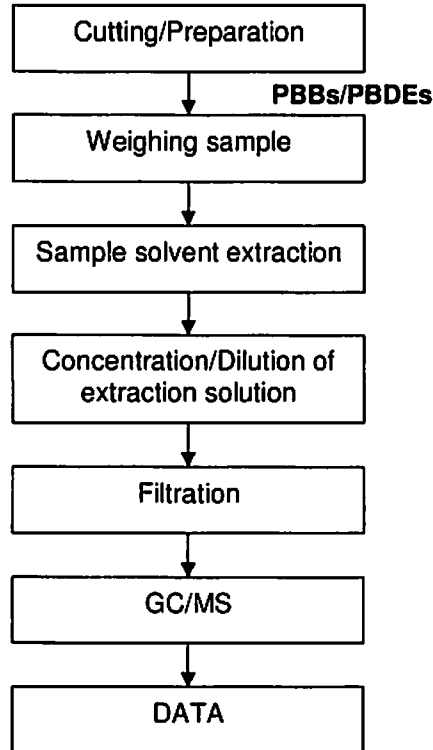 Cutting/Preparation
PBBs/PBDEs
Weighing sample
Sample solvent extraction
Concentration/Dilution of
extraction solution
Filtration
GC/MS
DATA